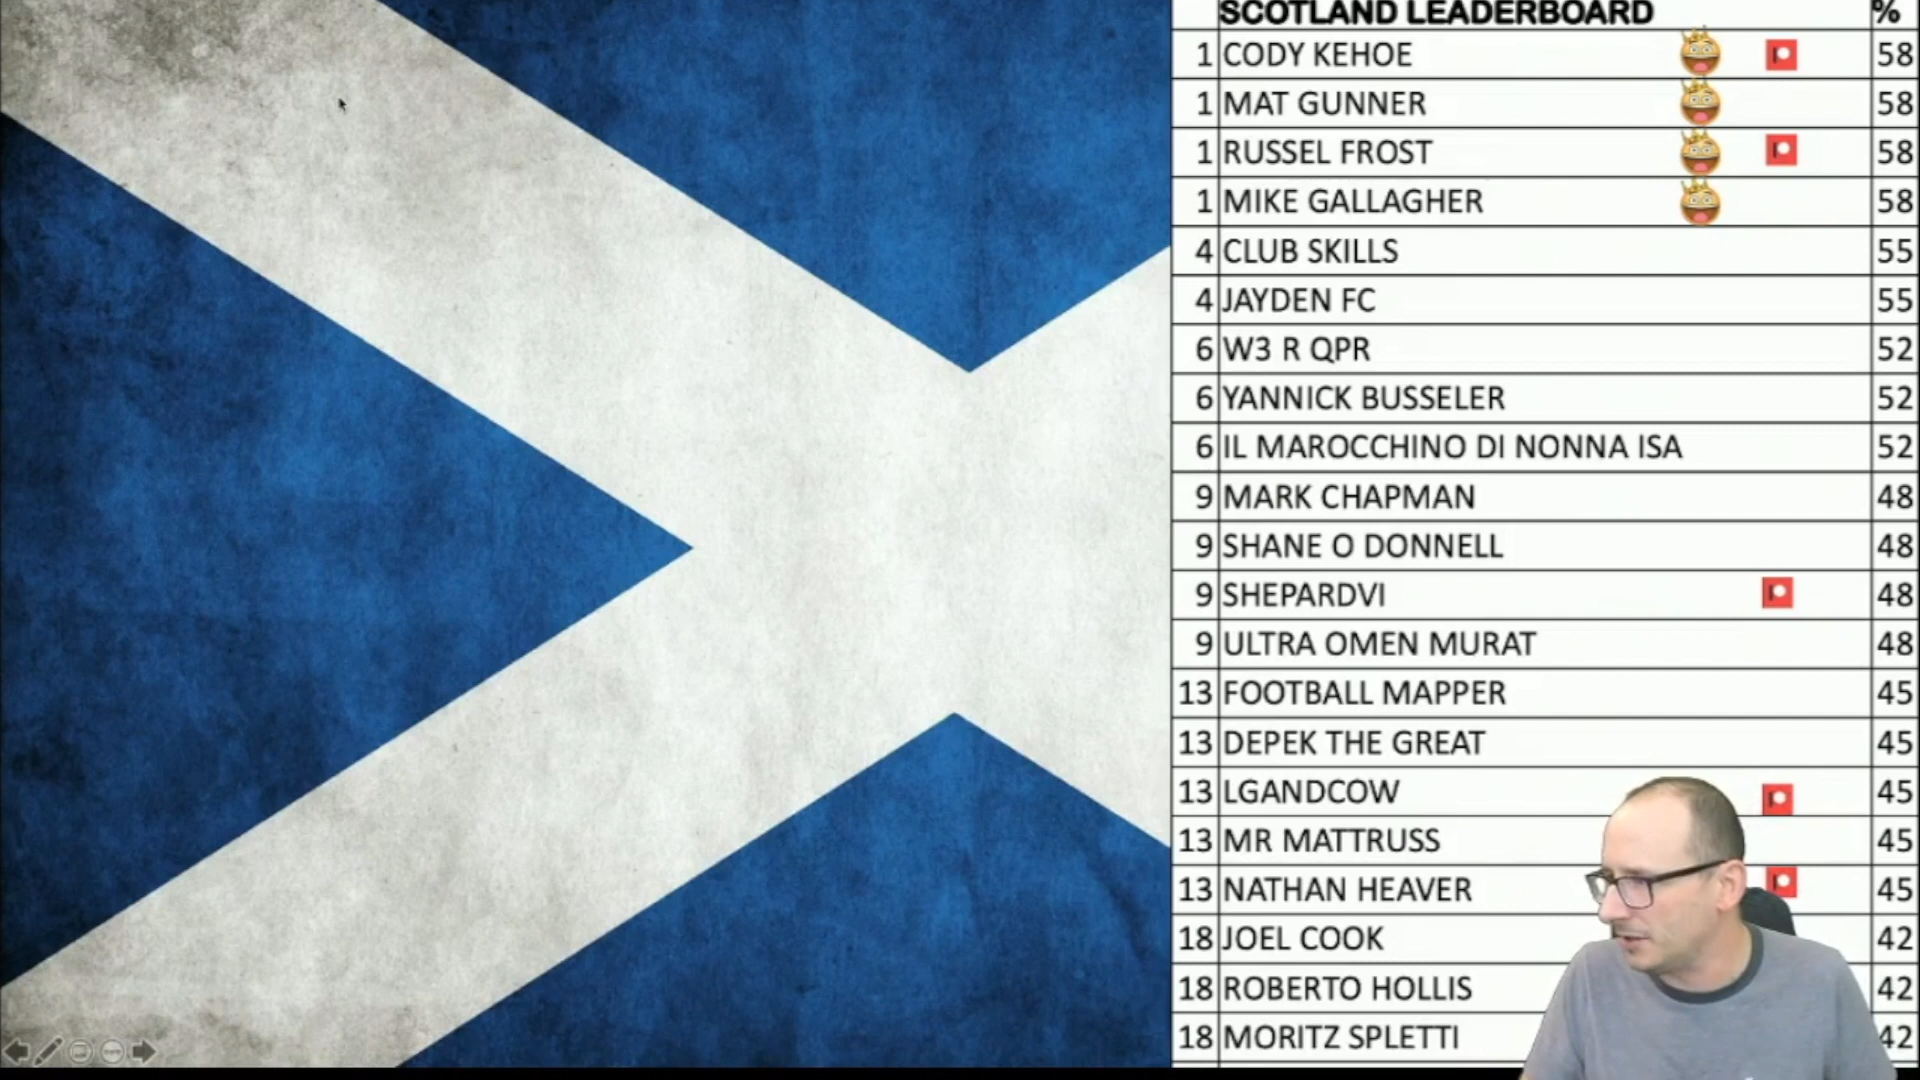 SCOTLAND LEADERBOARD %
1 CODY KEHOE 58
1 MAT GUNNER 58
1 RUSSEL FROST 58
1 MIKE GALLAGHER 58
4 CLUB SKILLS 55
4 JAYDEN FC 55
6 W3 R QPR 52
6 YANNICK BUSSELER 52
6 IL MAROCCHINO DI NONNA ISA 52
9 MARK CHAPMAN 48
9 SHANE O DONNELL 48
9 SHEPARDVI 48
9 ULTRA OMEN MURAT 48
13 FOOTBALL MAPPER 45
13 DEPEK THE GREAT 45
13 LGANDCOW 45
13 MR MATTRUSS 45
13 NATHAN HEAVER 45
18 JOEL COOK 42
18 ROBERTO HOLLIS 42
18 MORITZ SPLETTI 42